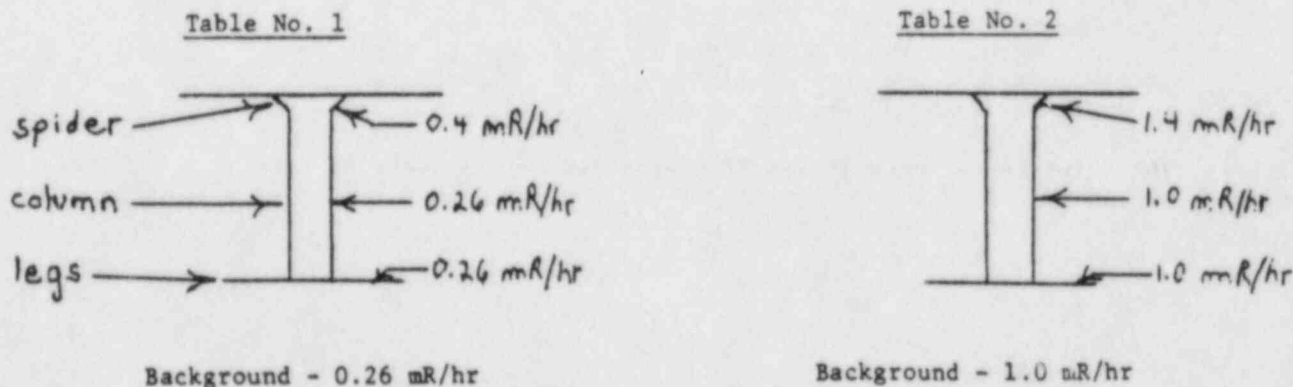 Table No. 1
spider
0.4 mR/hr
column
0.26 mR/hr
legs
0.26 mR/hr
Background - 0.26 mR/hr
Table No. 2
1.4 mR/hr
1.0 mR/hr
1.0 mR/hr
Background - 1.0 mR/hr